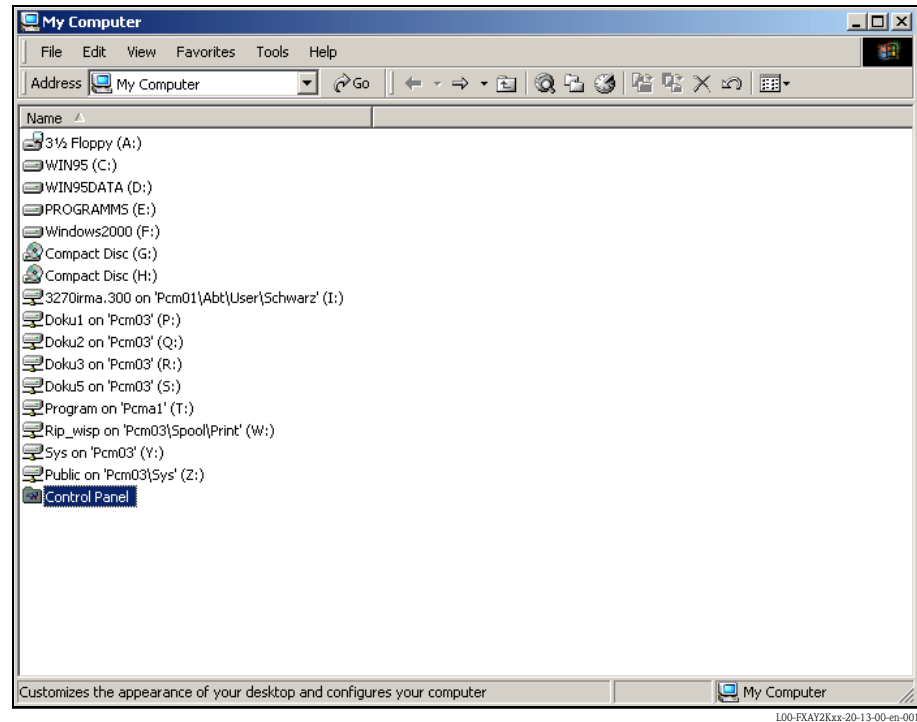 My Computer
File Edit View Favorites Tools Help
Address My Computer Go
Name
3½ Floppy (A:)
WIN95 (C:)
WIN95DATA (D:)
PROGRAMMS (E:)
Windows2000 (F:)
Compact Disc (G:)
Compact Disc (H:)
3270irma.300 on 'Pcm01\Abt\User\Schwarz' (I:)
Doku1 on 'Pcm03' (P:)
Doku2 on 'Pcm03' (Q:)
Doku3 on 'Pcm03' (R:)
Doku5 on 'Pcm03' (S:)
Program on 'Pcma1' (T:)
Rip_wisp on 'Pcm03\Spool\Print' (W:)
Sys on 'Pcm03' (Y:)
Public on 'Pcm03\Sys' (Z:)
Control Panel
Customizes the appearance of your desktop and configures your computer My Computer
L00-FXAY2Kxx-20-13-00-en-001